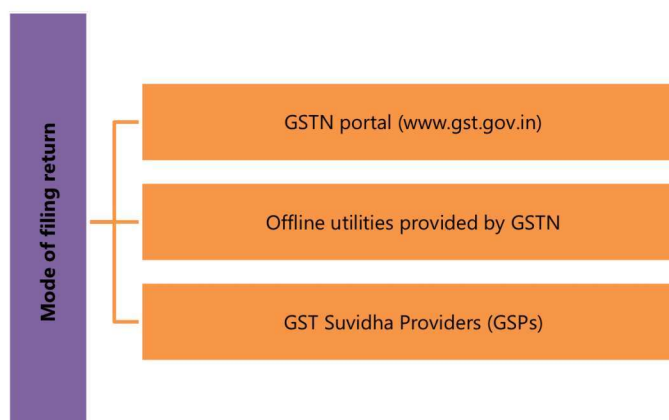 Mode of filing return
GSTN portal (www.gst.gov.in)
Offline utilities provided by GSTN
GST Suvidha Providers (GSPs)